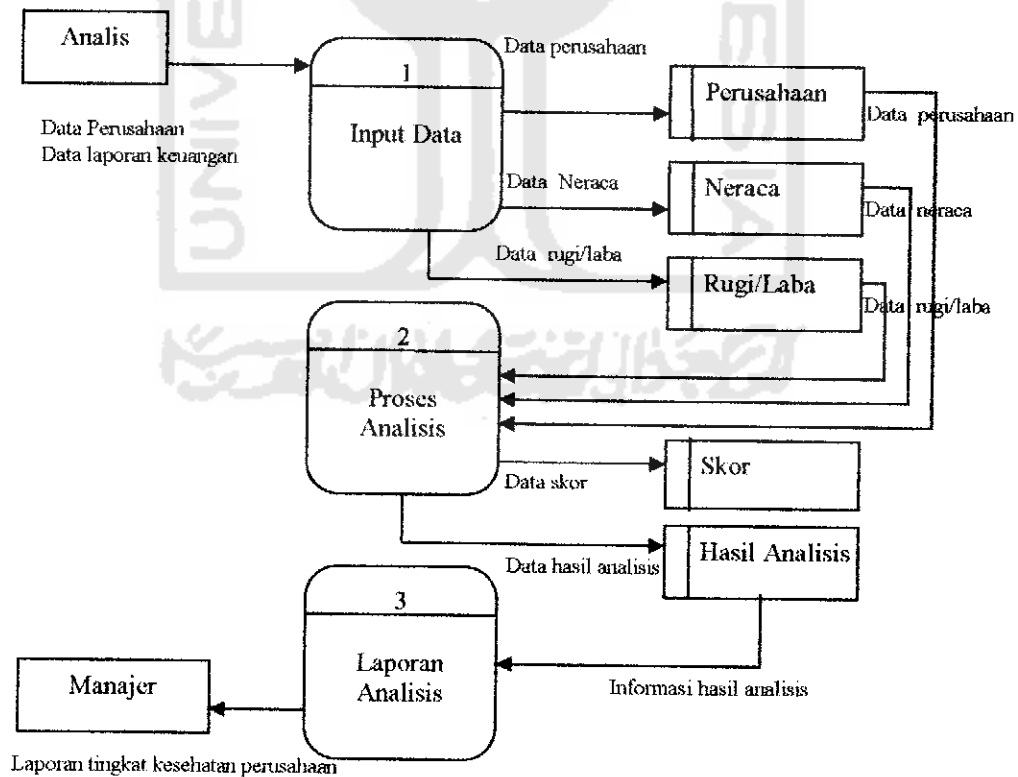 Analis
Data Perusahaan
Data laporan keuangan
1
Input Data
Data perusahaan
Perusahaan
Data perusahaan
Data Neraca
Neraca
Data neraca
Data rugi/laba
Rugi/Laba
Data rugi/laba
2
Proses
Analisis
Data skor
Skor
Data hasil analisis
Hasil Analisis
3
Laporan
Analisis
Informasi hasil analisis
Manajer
Laporan tingkat kesehatan perusahaan